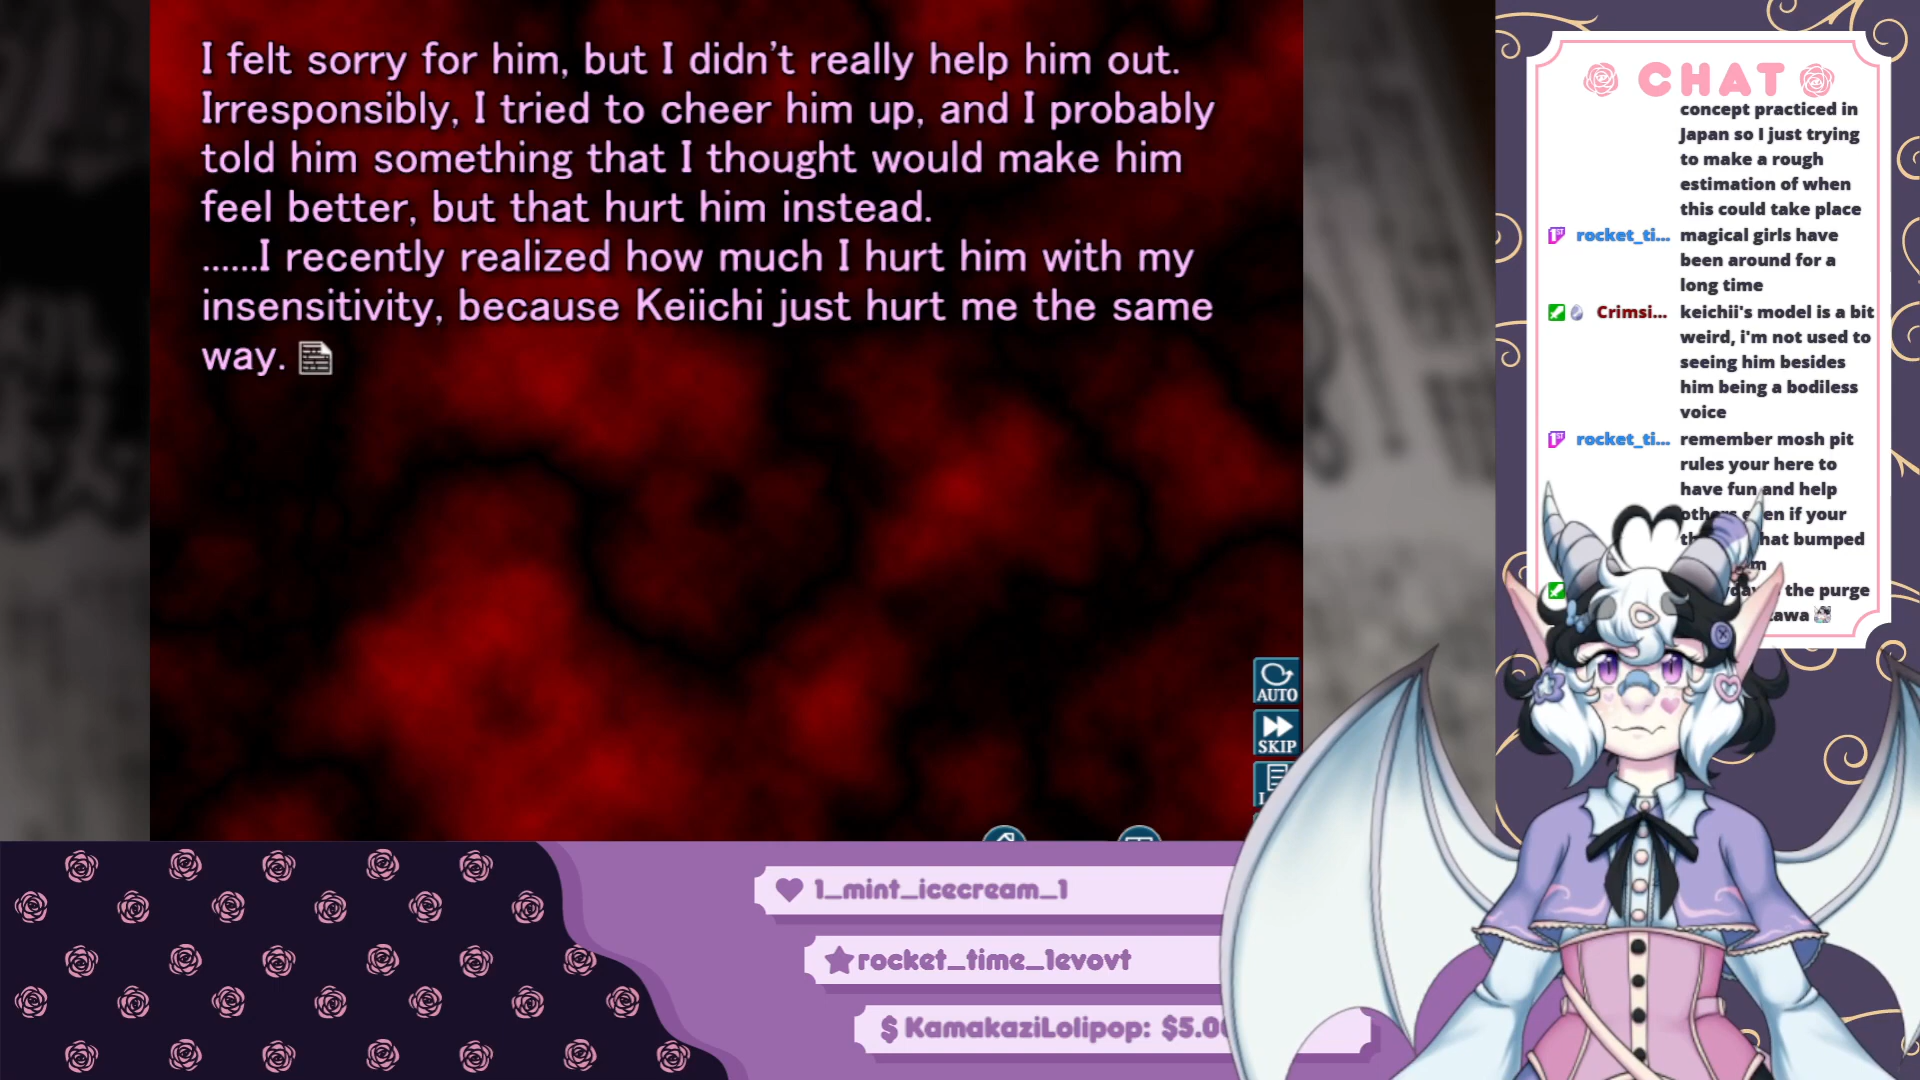 I felt sorry for him, but I didn't really help him out.
Irresponsibly, I tried to cheer him up, and I probably
told him something that I thought would make him
feel better, but that hurt him instead.
......I recently realized how much I hurt him with my
insensitivity, because Keiichi just hurt me the same
way.
AUTO
SKIP
CHAT
concept practiced in
Japan so I just trying
to make a rough
estimation of when
this could take place
rocket_ti... magical girls have
been around for a
long time
Crimsi... keichii's model is a bit
weird, i'm not used to
seeing him besides
him being a bodiless
voice
rocket_ti... remember mosh pit
rules your here to
have fun and help
if your
bumped
the purge
1_mint_icecream_1
rocket_time_1evovt
$ KamakaziLolipop: